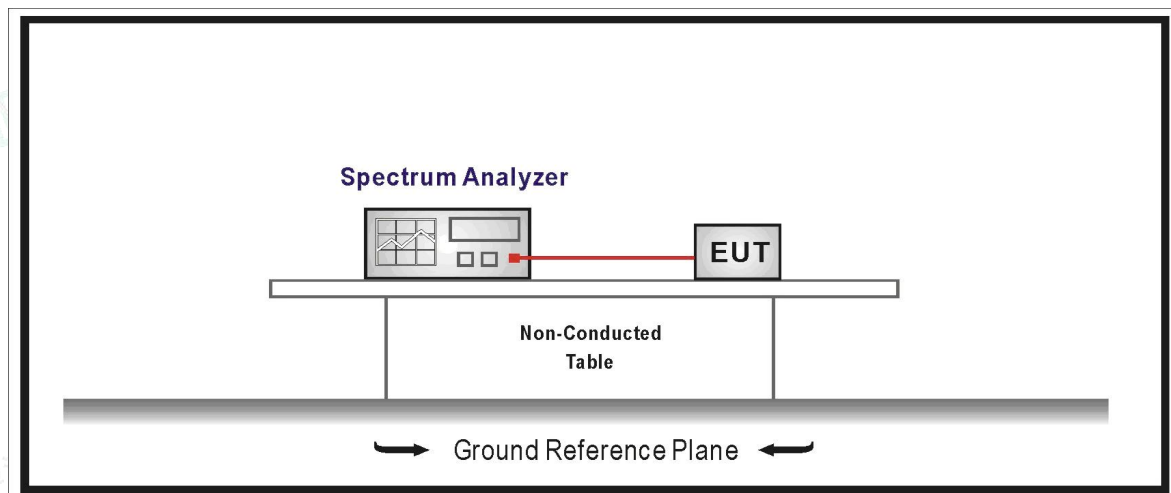 Spectrum Analyzer
EUT
Non-Conducted
Table
Ground Reference Plane